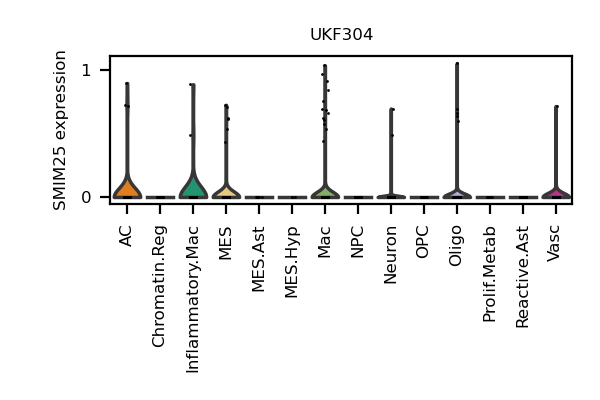 UKF304
SMIM25 expression
1
0
AC
Chromatin.Reg
Inflammatory.Mac
MES
MES.Ast
MES.Hyp
Mac
NPC
Neuron
OPC
Oligo
Prolif.Metab
Reactive.Ast
Vasc